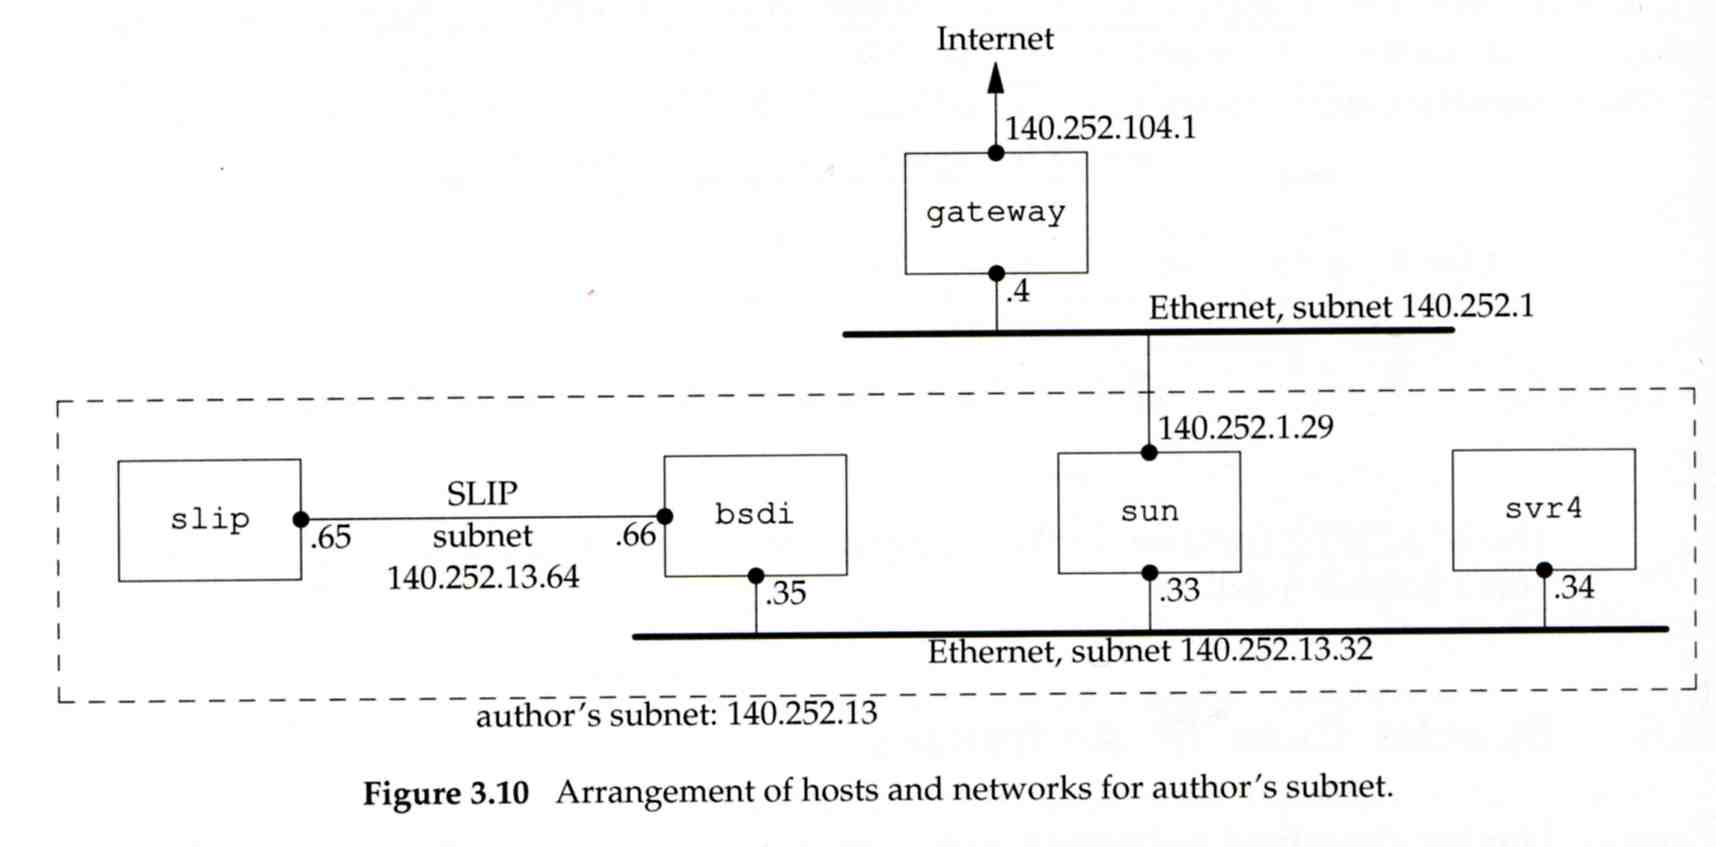 Internet
140.252.104.1
gateway
.4
Ethernet, subnet 140.252.1
140.252.1.29
slip
SLIP
bsdi
sun
svr4
.65
subnet
.66
140.252.13.64
.35
.33
.34
Ethernet, subnet 140.252.13.32
author's subnet: 140.252.13
Figure 3.10 Arrangement of hosts and networks for author's subnet.